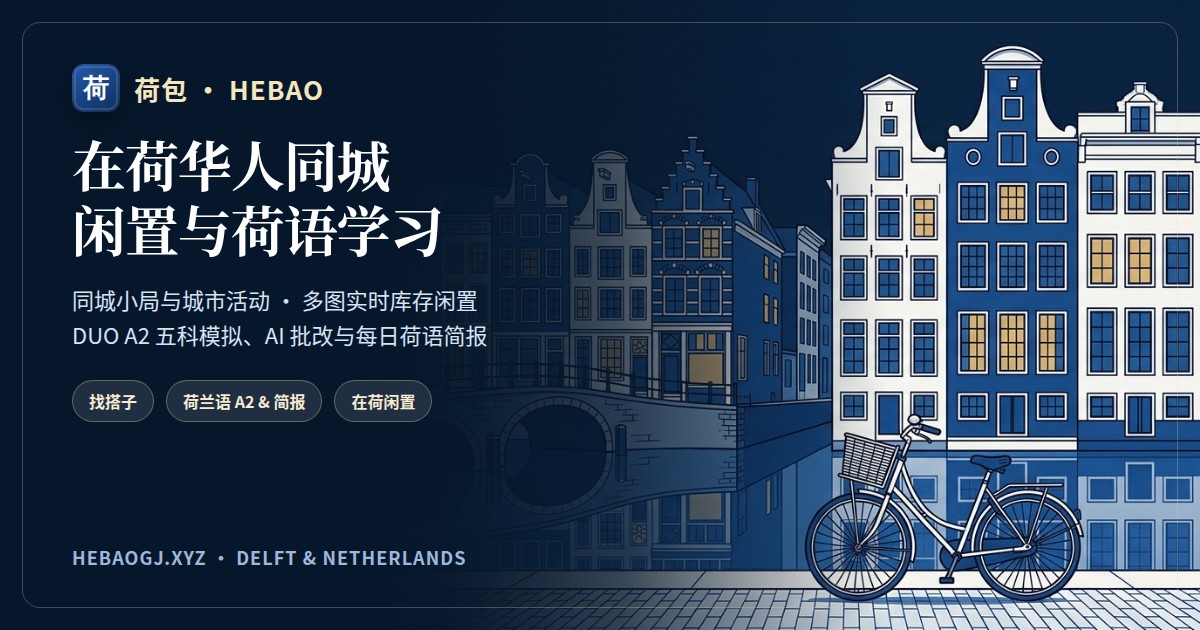 荷 荷包 · HEBAO
在荷华人同城
闲置与荷语学习
同城小局与城市活动 · 多图实时库存闲置
DUO A2 五科模拟、AI 批改与每日荷语简报
找搭子 荷兰语 A2 & 简报 在荷闲置
HEBAOGJ.XYZ · DELFT & NETHERLANDS